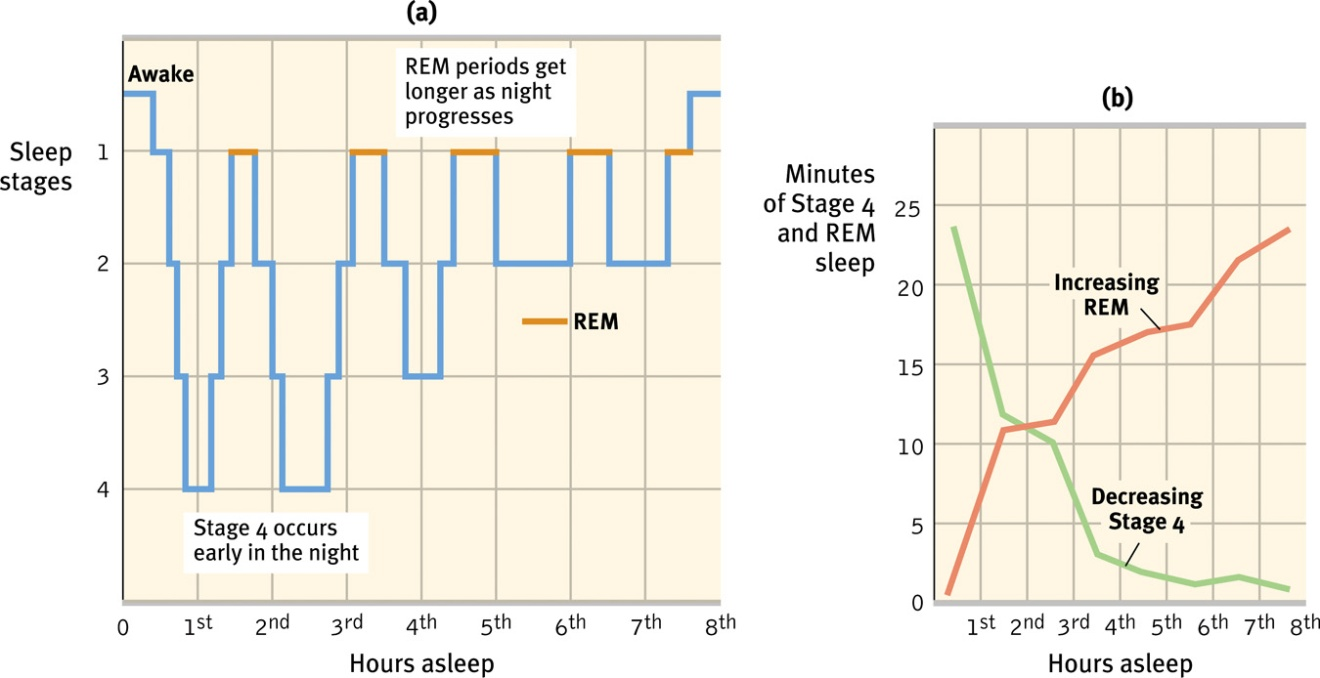 (a)
Awake
REM periods get
longer as night
progresses
Sleep
stages
1
2
3
4
REM
Stage 4 occurs
early in the night
0 1st 2nd 3rd 4th 5th 6th 7th 8th
Hours asleep
(b)
Minutes
of Stage 4
and REM
sleep
25
20
15
10
5
0
Increasing
REM
Decreasing
Stage 4
1st 2nd 3rd 4th 5th 6th 7th 8th
Hours asleep